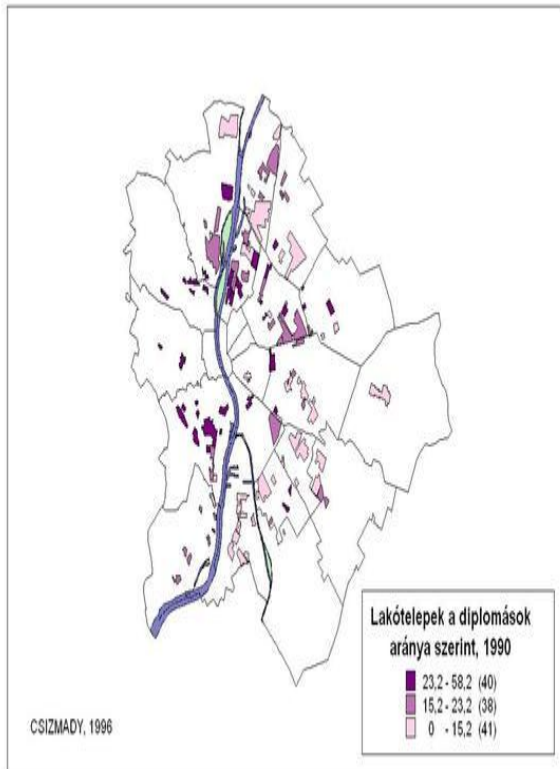 Lakótelepek a diplomások
aránya szerint, 1990
23,2 - 58,2 (40)
15,2 - 23,2 (38)
0 - 15,2 (41)
CSIZMADY, 1996